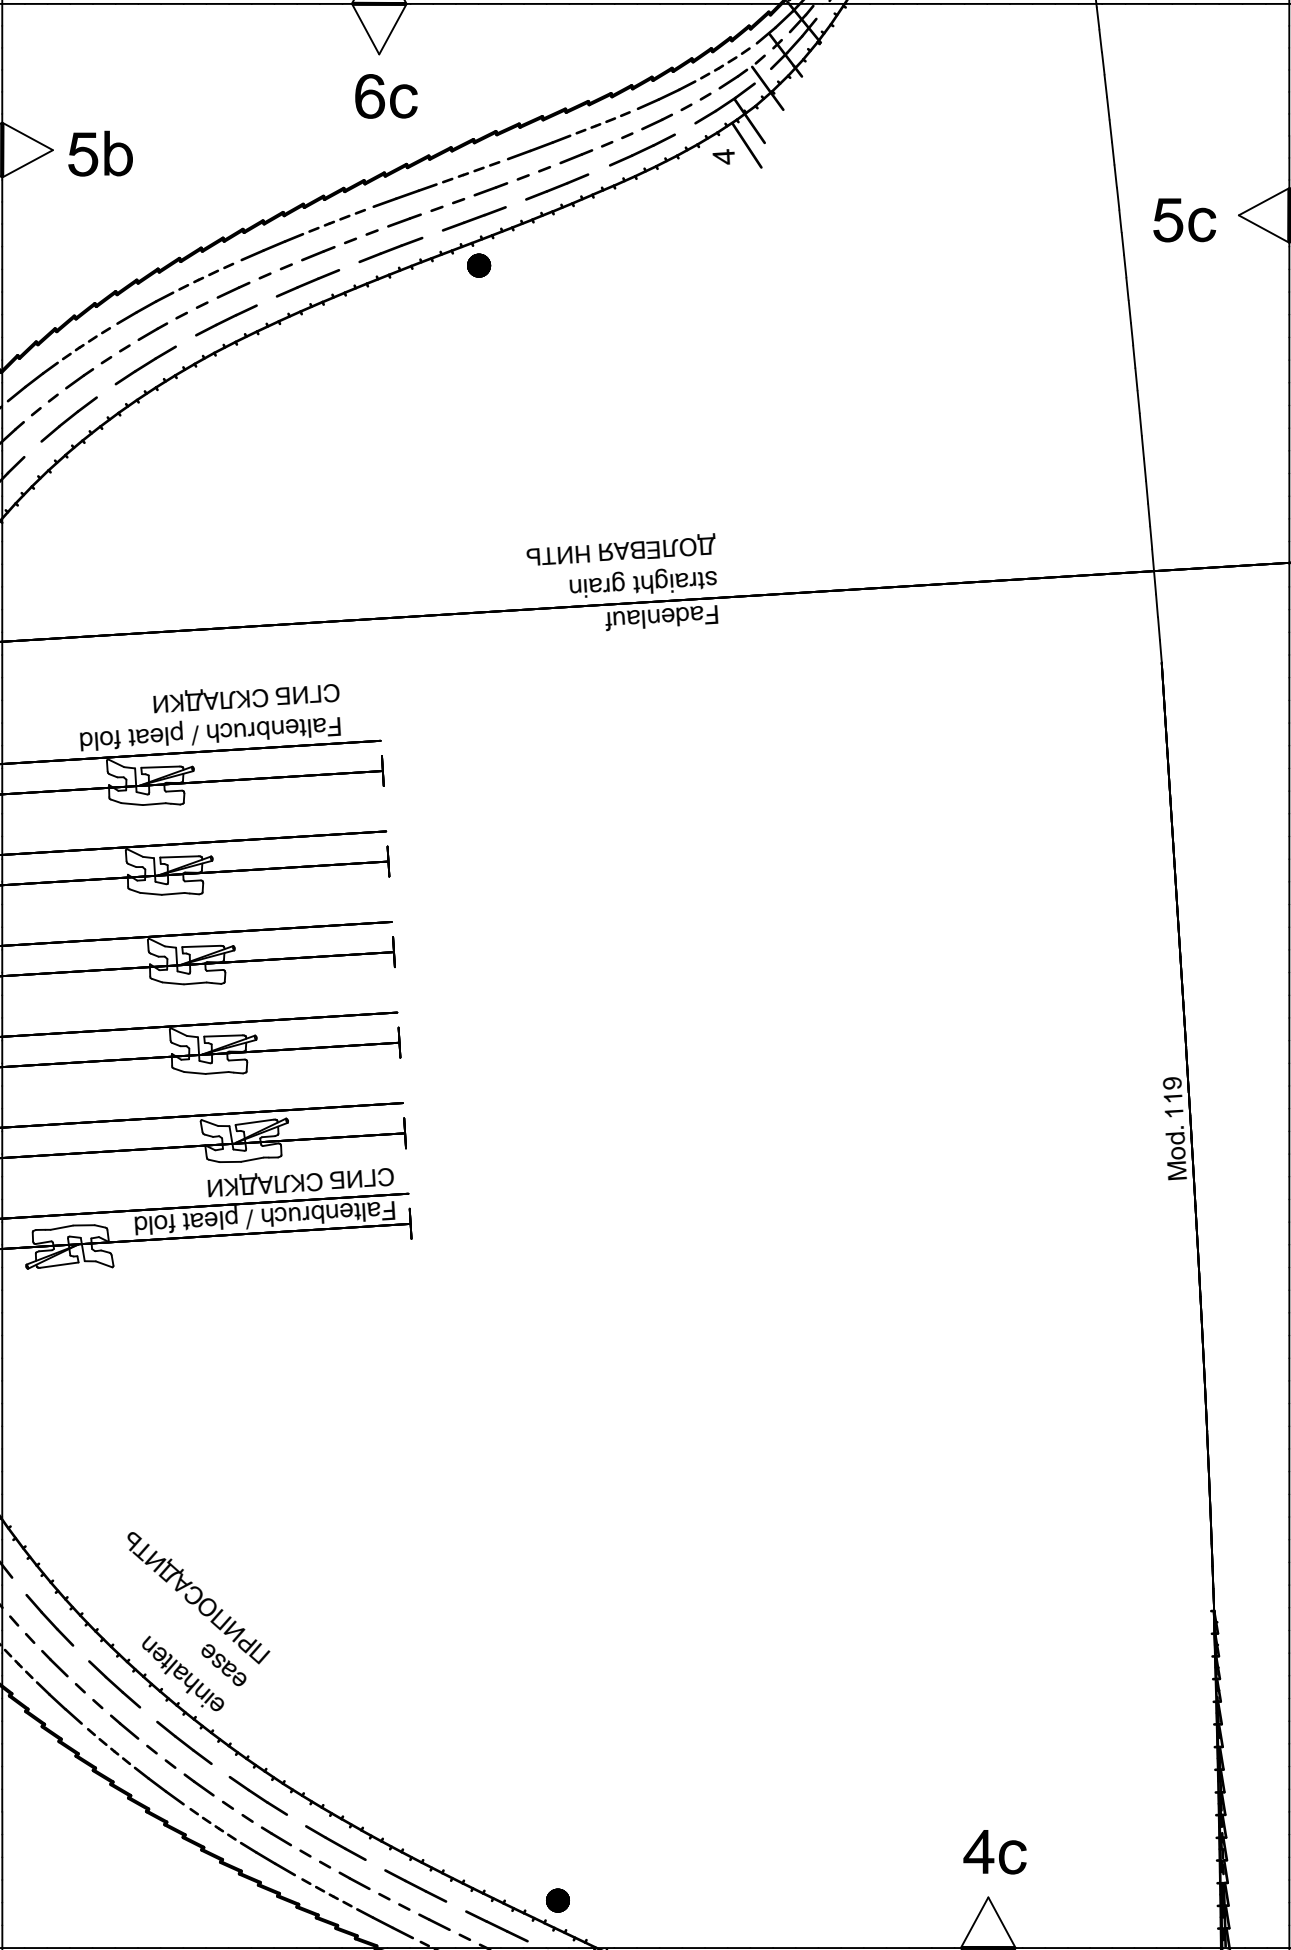 6c
5b
4
5c
ДОЛЕВАЯ НИТЬ
straight grain
Fadenlauf
СГИБ СКЛАДКИ
Faltenbruch / pleat fold
Mod. 119
СГИБ СКЛАДКИ
Faltenbruch / pleat fold
ПРИПОСАДИТЬ
ease
einhalten
4c